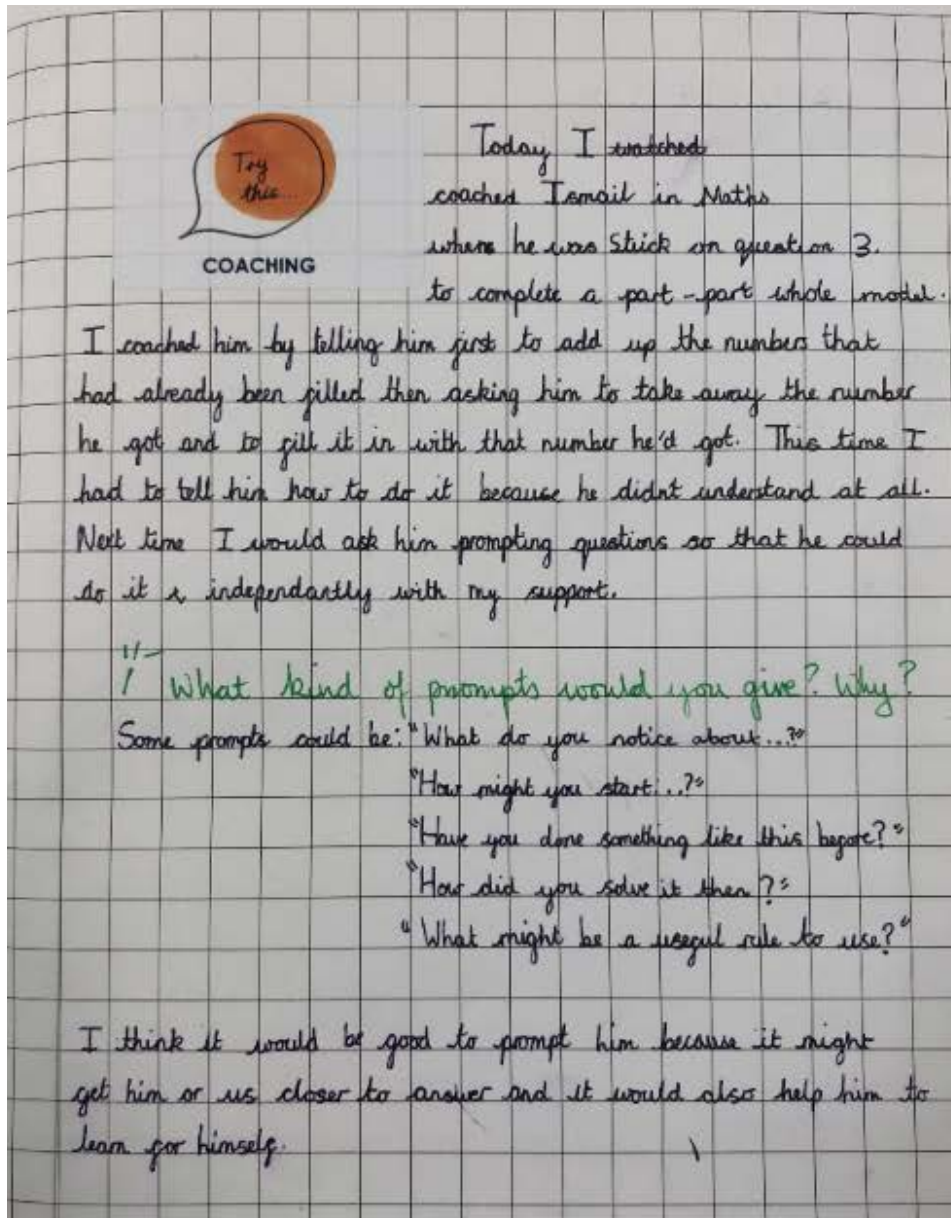 Try
this...
COACHING
Today I watched
coached Ismail in Maths
where he was Stick on question 3.
to complete a part-part whole model.
I coached him by telling him first to add up the numbers that
had already been filled then asking him to take away the number
he got and to fill it in with that number he'd got. This time I
had to tell him how to do it because he didnt understand at all.
Next time I would ask him prompting questions so that he could
do it independantly with my support.
What kind of prompts would you give? Why?
Some prompts could be: "What do you notice about...?"
"How might you start...?"
"Have you done something like this before?"
"How did you solve it then?"
"What might be a useful rule to use?"
I think it would be good to prompt him because it might
get him or us closer to answer and it would also help him to
learn for himself.